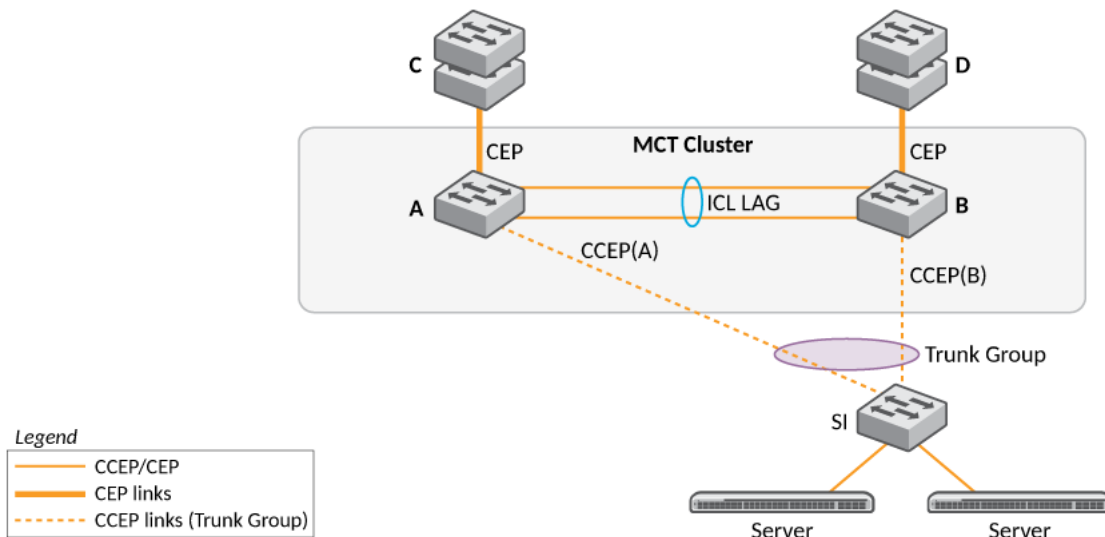 C
D
MCT Cluster
CEP
CEP
A
ICL LAG
B
CCEP(A)
CCEP(B)
Trunk Group
SI
Legend
CCEP/CEP
CEP links
CCEP links (Trunk Group)
Server
Server